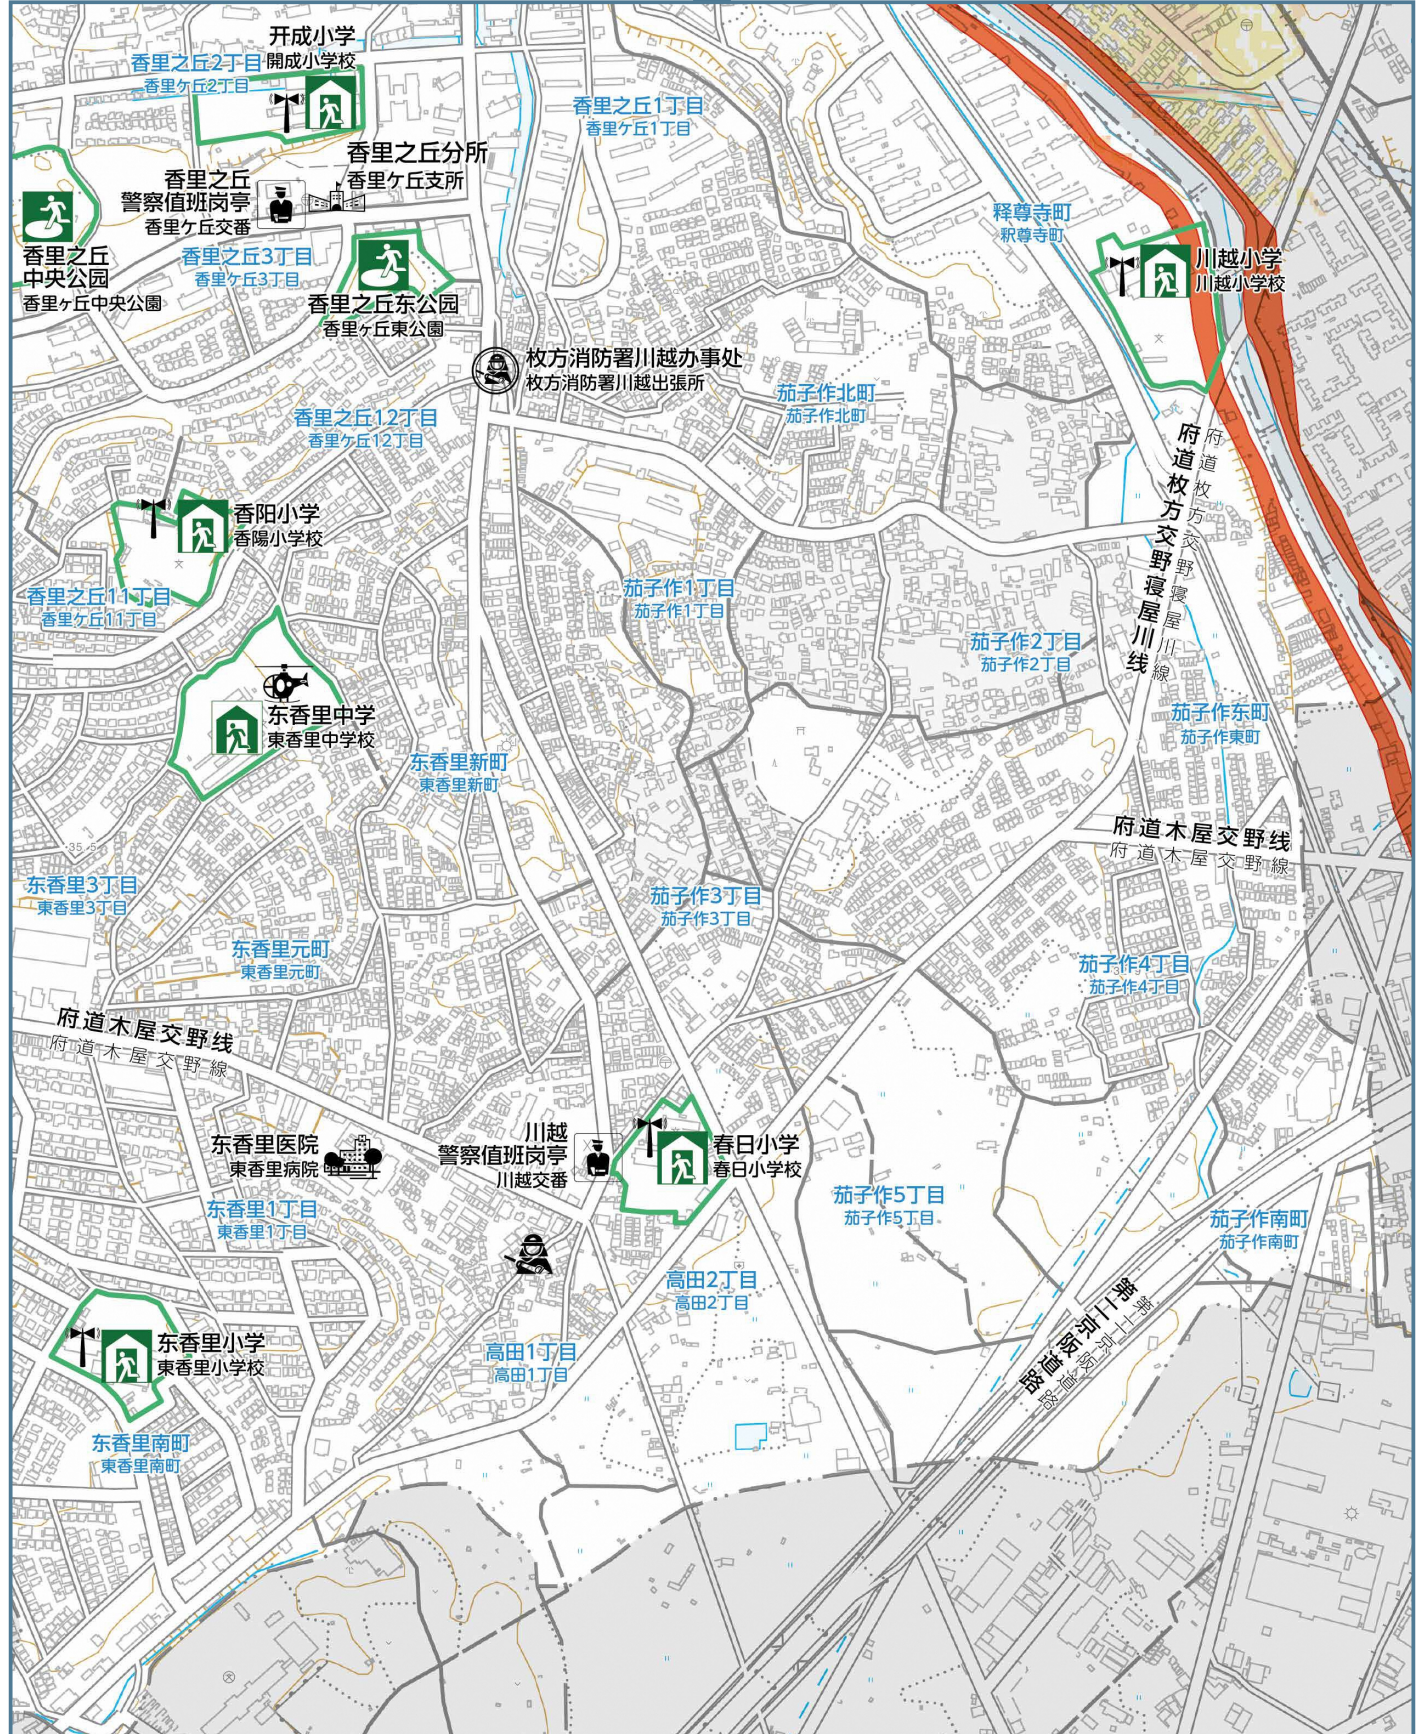 开成小学
開成小学校
香里之丘2丁目
香里ケ丘2丁目
香里之丘1丁目
香里ケ丘1丁目
香里之丘分所
香里ケ丘支所
香里之丘
警察值班岗亭
香里ケ丘交番
香里之丘
中央公园
香里ヶ丘中央公園
香里之丘3丁目
香里ケ丘3丁目
香里之丘东公园
香里ヶ丘東公園
释尊寺町
釈尊寺町
川越小学
川越小学校
枚方消防署川越办事处
枚方消防署川越出張所
香里之丘12丁目
香里ケ丘12丁目
茄子作北町
茄子作北町
府道枚方交野寝屋川线
府道枚方交野寝屋川線
香阳小学
香陽小学校
香里之丘11丁目
香里ケ丘11丁目
茄子作1丁目
茄子作1丁目
茄子作2丁目
茄子作2丁目
东香里中学
東香里中学校
茄子作东町
茄子作東町
东香里新町
東香里新町
府道木屋交野线
府道木屋交野線
35.5
东香里3丁目
東香里3丁目
茄子作3丁目
茄子作3丁目
东香里元町
東香里元町
茄子作4丁目
茄子作4丁目
府道木屋交野线
府道木屋交野線
东香里医院
東香里病院
川越
警察值班岗亭
川越交番
春日小学
春日小学校
东香里1丁目
東香里1丁目
茄子作5丁目
茄子作5丁目
茄子作南町
茄子作南町
高田2丁目
高田2丁目
第二京阪道路
第二京阪道路
东香里小学
東香里小学校
高田1丁目
高田1丁目
东香里南町
東香里南町